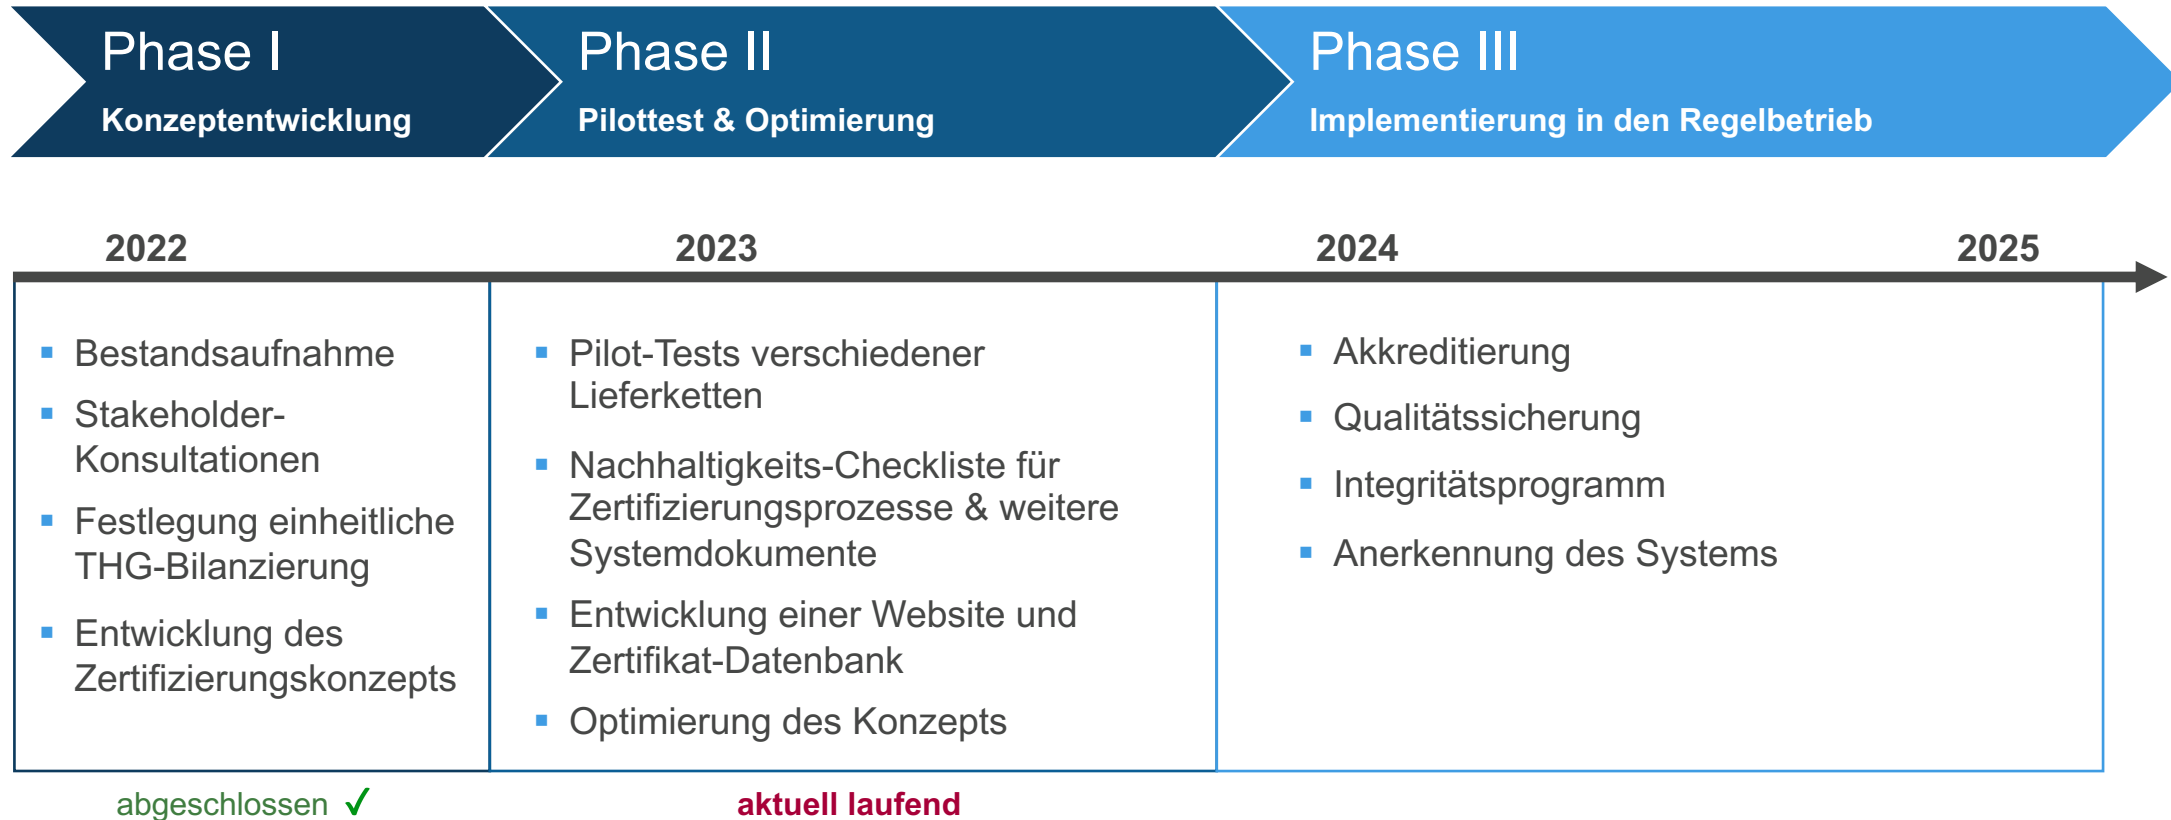 Phase I
Konzeptentwicklung
Phase II
Pilottest & Optimierung
Phase III
Implementierung in den Regelbetrieb
2022
2023
2024
2025
Bestandsaufnahme
Stakeholder-
Konsultationen
Festlegung einheitliche
THG-Bilanzierung
Entwicklung des
Zertifizierungskonzepts
Pilot-Tests verschiedener
Lieferketten
Nachhaltigkeits-Checkliste für
Zertifizierungsprozesse & weitere
Systemdokumente
Entwicklung einer Website und
Zertifikat-Datenbank
Optimierung des Konzepts
Akkreditierung
Qualitätssicherung
Integritätsprogramm
Anerkennung des Systems
abgeschlossen ✓
aktuell laufend